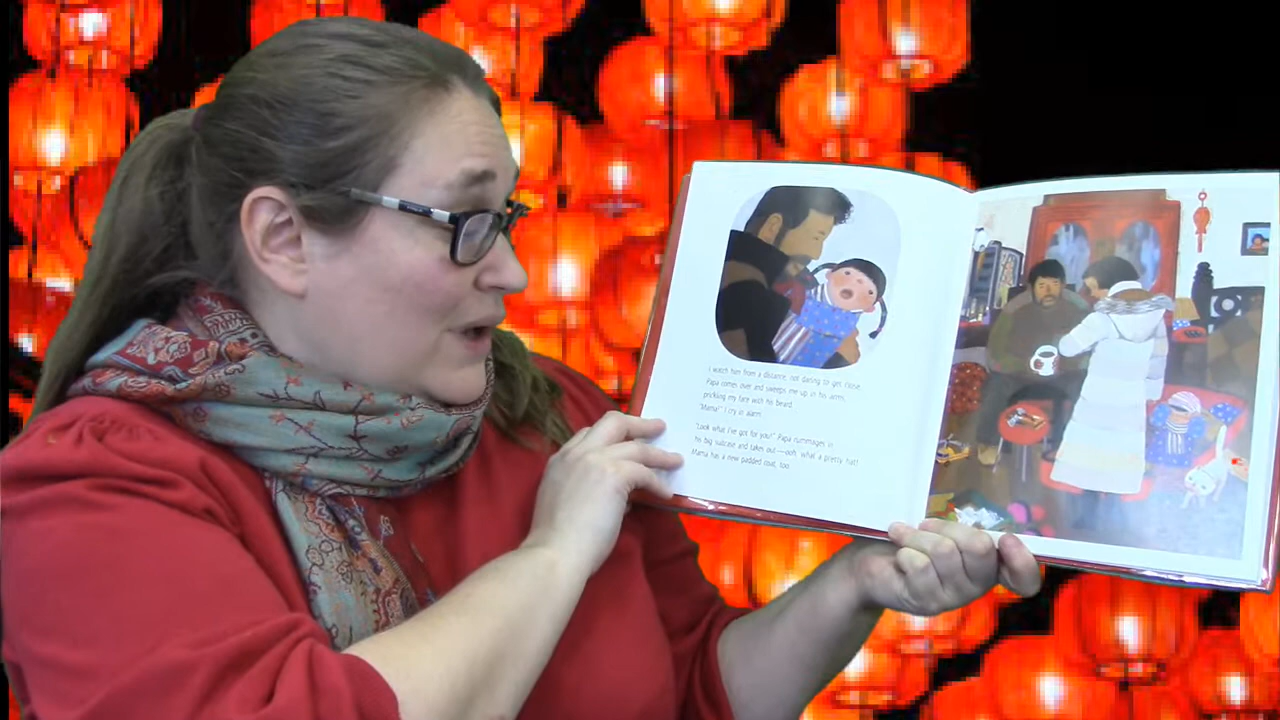 I watch him from a distance, not daring to get close.
Papa comes over and sweeps me up in his arms,
prickling my face with his beard.
"Mama!" I cry in alarm.
"Look what I've got for you!" Papa rummages in
his big suitcase and takes out—ooh, what a pretty hat!
Mama has a new padded coat, too.